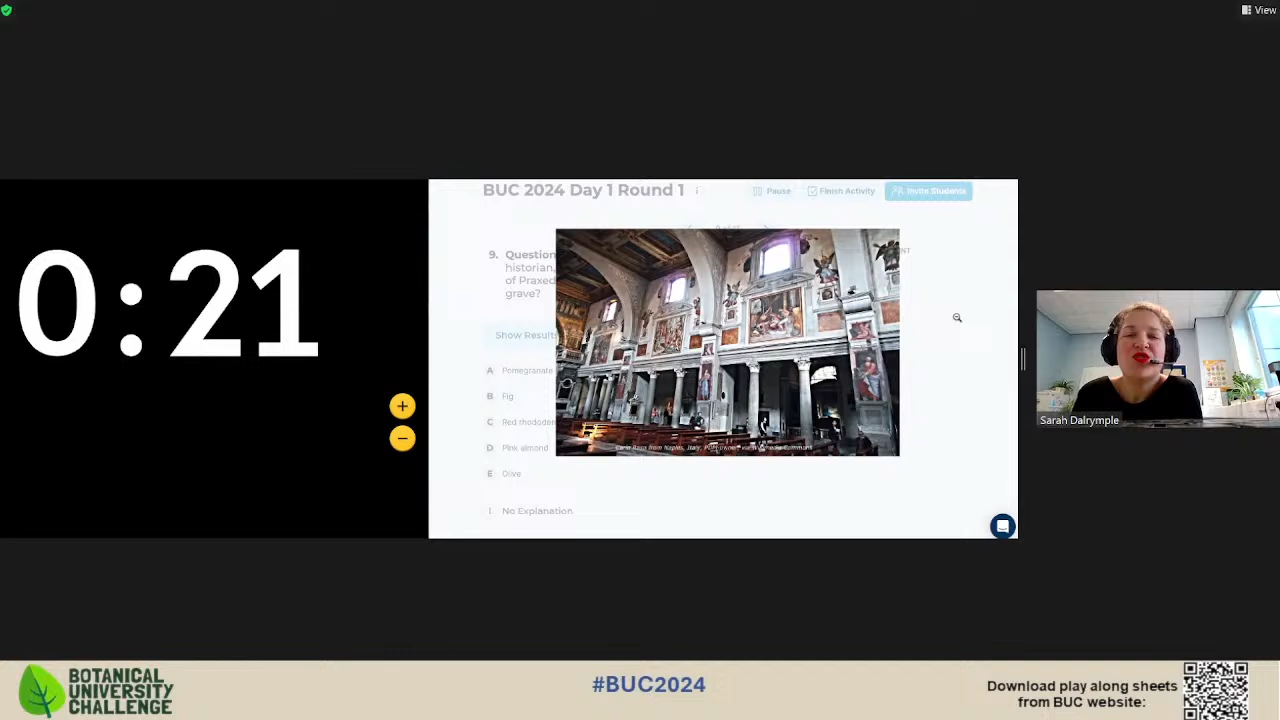 View
BUC 2024 Day 1 Round 1
Pause
Finish Activity
Invite Students
9. Question
historian,
of Praxed
grave?
Show Results
A Pomegranate
B Fig
C Red rhododen
D Pink almond
E Olive
No Explanation
0:21
+
−
Sarah Dalrymple
BOTANICAL
UNIVERSITY
CHALLENGE
#BUC2024
Download play along sheets
from BUC website: